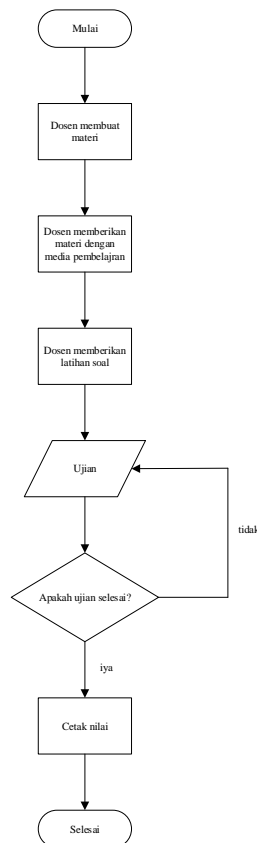 Mulai
Dosen membuat
materi
Dosen memberikan
materi dengan
media pembelajran
Dosen memberikan
latihan soal
Ujian
tidak
Apakah ujian selesai?
iya
Cetak nilai
Selesai